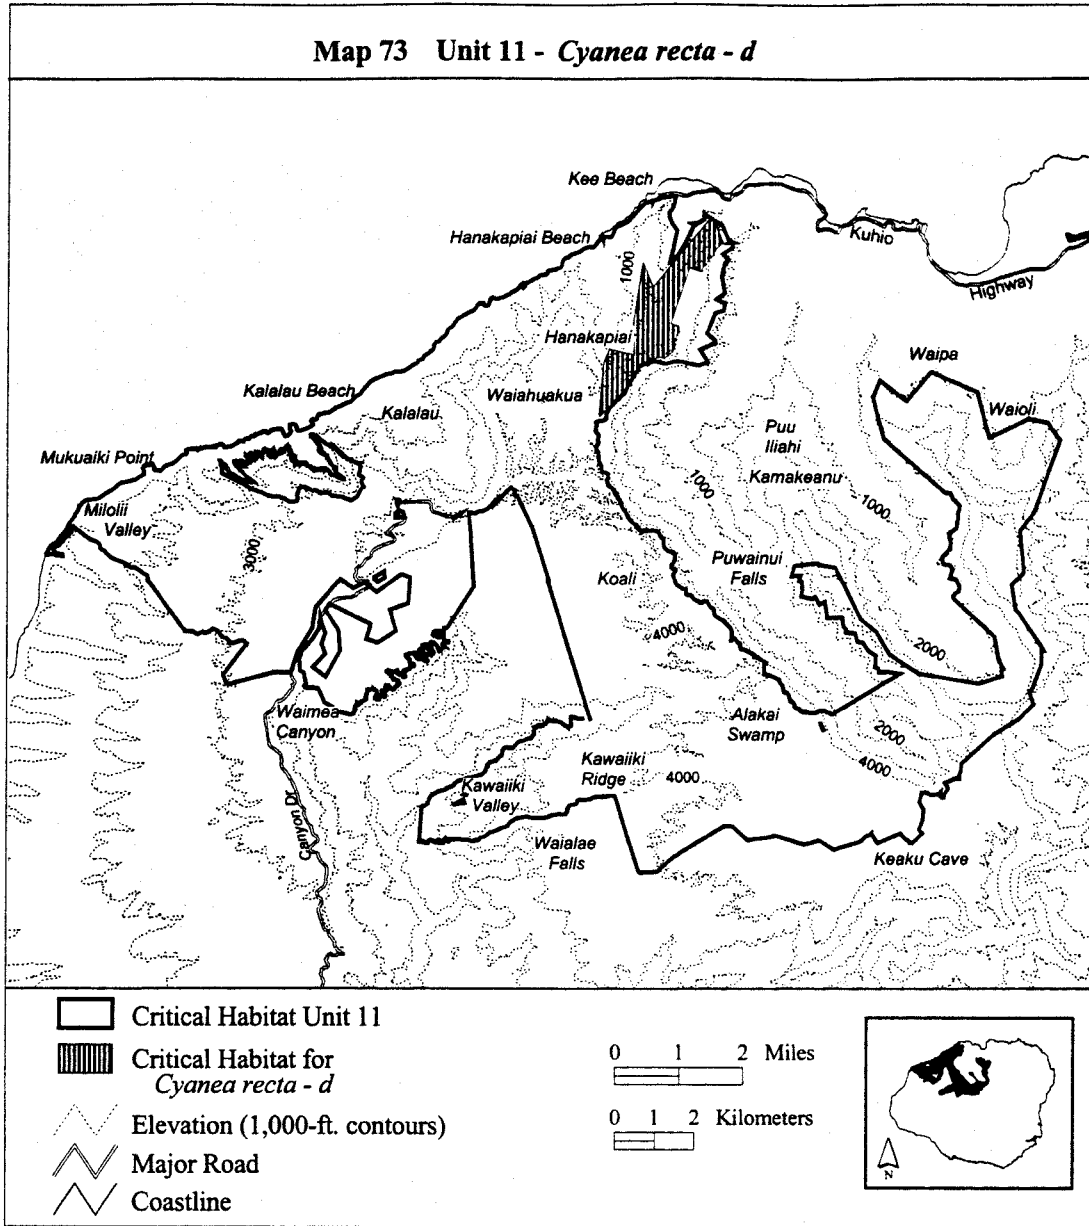 Map 73 Unit 11 - Cyanea recta - d
Kee Beach
Hanakapiai Beach
Kuhio
Highway
1000
Hanakapiai
Waipa
Kalalau Beach
Waiahuakua
Kalalau
Waioli
Puu
Iliahi
Mukuaiki Point
Kamakeanu
1000
1000
Milolii
Valley
3000
Puwainui
Falls
Koali
4000
2000
Waimea
Canyon
Alakai
Swamp
2000
Kawaiiki
Ridge
4000
4000
Kawaiiki
Valley
Canyon Dr
Waialae
Falls
Keaku Cave
Critical Habitat Unit 11
Critical Habitat for
Cyanea recta - d
Elevation (1,000-ft. contours)
Major Road
Coastline
0 1 2 Miles
0 1 2 Kilometers
N